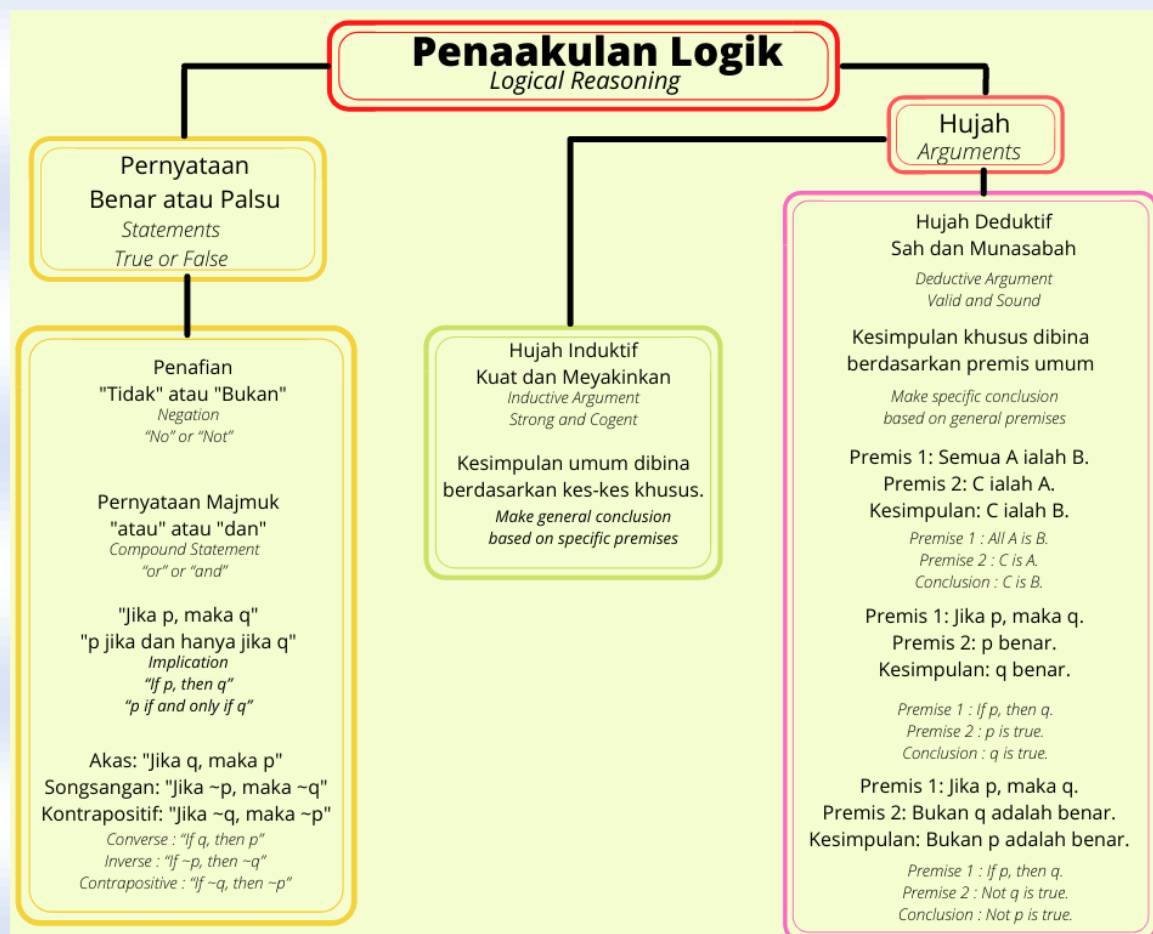 Penaakulan Logik
Logical Reasoning
Pernyataan
Benar atau Palsu
Statements
True or False
Penafian
"Tidak" atau "Bukan"
Negation
“No” or “Not”
Pernyataan Majmuk
"atau" atau "dan"
Compound Statement
“or” or “and”
"Jika p, maka q"
"p jika dan hanya jika q"
Implication
“If p, then q”
“p if and only if q”
Akas: "Jika q, maka p"
Songsangan: "Jika ~p, maka ~q"
Kontrapositif: "Jika ~q, maka ~p"
Converse : “If q, then p”
Inverse : “If ~p, then ~q”
Contrapositive : “If ~q, then ~p”
Hujah
Arguments
Hujah Induktif
Kuat dan Meyakinkan
Inductive Argument
Strong and Cogent
Kesimpulan umum dibina
berdasarkan kes-kes khusus.
Make general conclusion
based on specific premises
Hujah Deduktif
Sah dan Munasabah
Deductive Argument
Valid and Sound
Kesimpulan khusus dibina
berdasarkan premis umum
Make specific conclusion
based on general premises
Premis 1: Semua A ialah B.
Premis 2: C ialah A.
Kesimpulan: C ialah B.
Premise 1 : All A is B.
Premise 2 : C is A.
Conclusion : C is B.
Premis 1: Jika p, maka q.
Premis 2: p benar.
Kesimpulan: q benar.
Premise 1 : If p, then q.
Premise 2 : p is true.
Conclusion : q is true.
Premis 1: Jika p, maka q.
Premis 2: Bukan q adalah benar.
Kesimpulan: Bukan p adalah benar.
Premise 1 : If p, then q.
Premise 2 : Not q is true.
Conclusion : Not p is true.